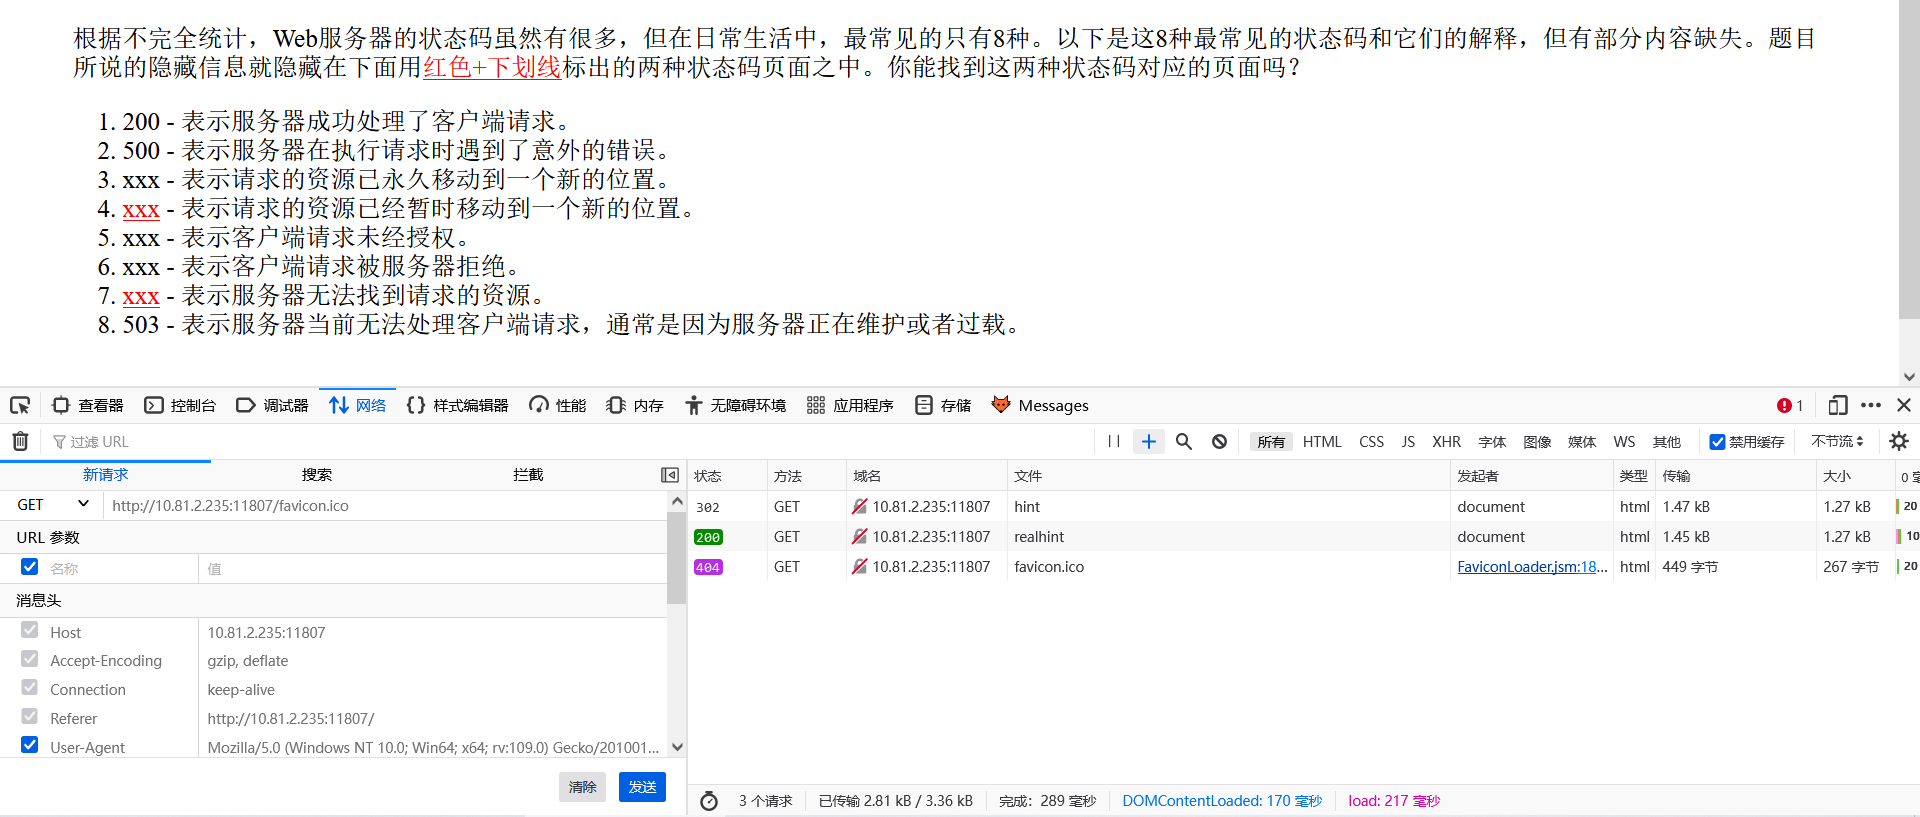 根据不完全统计，Web服务器的状态码虽然有很多，但在日常生活中，最常见的只有8种。以下是这8种最常见的状态码和它们的解释，但有部分内容缺失。题目
所说的隐藏信息就隐藏在下面用红色+下划线标出的两种状态码页面之中。你能找到这两种状态码对应的页面吗？
1. 200 - 表示服务器成功处理了客户端请求。
2. 500 - 表示服务器在执行请求时遇到了意外的错误。
3. xxx - 表示请求的资源已永久移动到一个新的位置。
4. xxx - 表示请求的资源已经暂时移动到一个新的位置。
5. xxx - 表示客户端请求未经授权。
6. xxx - 表示客户端请求被服务器拒绝。
7. xxx - 表示服务器无法找到请求的资源。
8. 503 - 表示服务器当前无法处理客户端请求，通常是因为服务器正在维护或者过载。
查看器 控制台 调试器 网络 样式编辑器 性能 内存 无障碍环境 应用程序 存储 Messages 1
过滤 URL 所有 HTML CSS JS XHR 字体 图像 媒体 WS 其他 禁用缓存 不节流
新请求 搜索 拦截
GET http://10.81.2.235:11807/favicon.ico
URL 参数
名称 值
消息头
Host 10.81.2.235:11807
Accept-Encoding gzip, deflate
Connection keep-alive
Referer http://10.81.2.235:11807/
User-Agent Mozilla/5.0 (Windows NT 10.0; Win64; x64; rv:109.0) Gecko/201001...
清除 发送
状态 方法 域名 文件 发起者 类型 传输 大小 0 毫
302 GET 10.81.2.235:11807 hint document html 1.47 kB 1.27 kB 20
200 GET 10.81.2.235:11807 realhint document html 1.45 kB 1.27 kB 10
404 GET 10.81.2.235:11807 favicon.ico FaviconLoader.jsm:18... html 449 字节 267 字节 20
3 个请求 已传输 2.81 kB / 3.36 kB 完成：289 毫秒 DOMContentLoaded: 170 毫秒 load: 217 毫秒